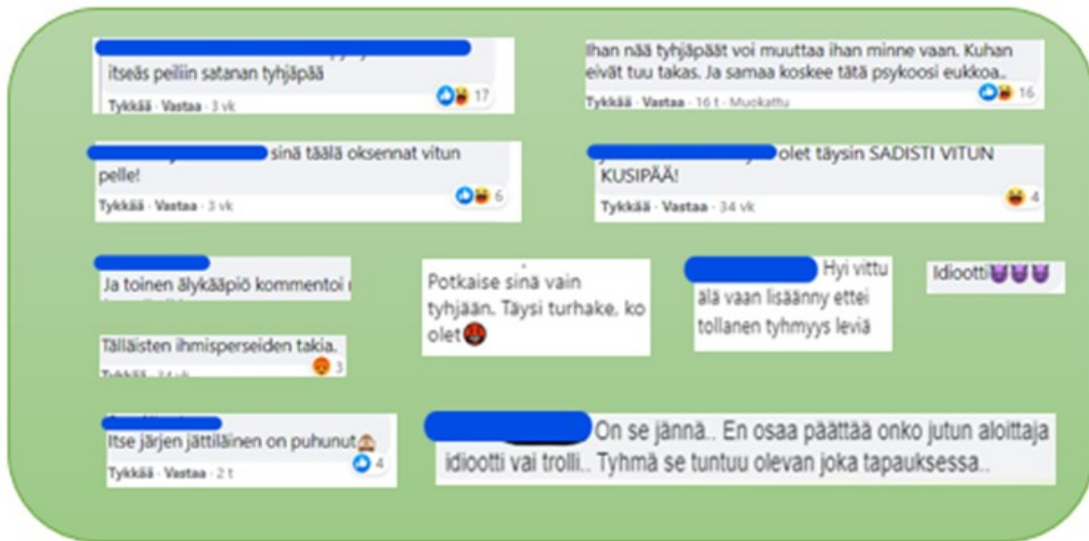 itseäs peiliin satanan tyhjäpää
Tykkää · Vastaa · 3 vk
17
Ihan nää tyhjäpäät voi muuttaa ihan minne vaan. Kuhan
eivät tuu takas. Ja samaa koskee tätä psykoosi eukkoa..
Tykkää · Vastaa · 16 t · Muokattu
16
sinä täälä oksennat vitun
pelle!
Tykkää · Vastaa · 3 vk
6
olet täysin SADISTI VITUN
KUSIPÄÄ!
Tykkää · Vastaa · 34 vk
4
Ja toinen älykääpiö kommentoi
Potkaise sinä vain
tyhjään. Täysi turhake, ko
olet
Hyi vittu
älä vaan lisäänny ettei
tollanen tyhmyys leviä
Idiootti
Tälläisten ihmisperseiden takia.
3
Itse järjen jättiläinen on puhunut
Tykkää · Vastaa · 2 t
4
On se jännä.. En osaa päättää onko jutun aloittaja
idiootti vai trolli.. Tyhmä se tuntuu olevan joka tapauksessa..